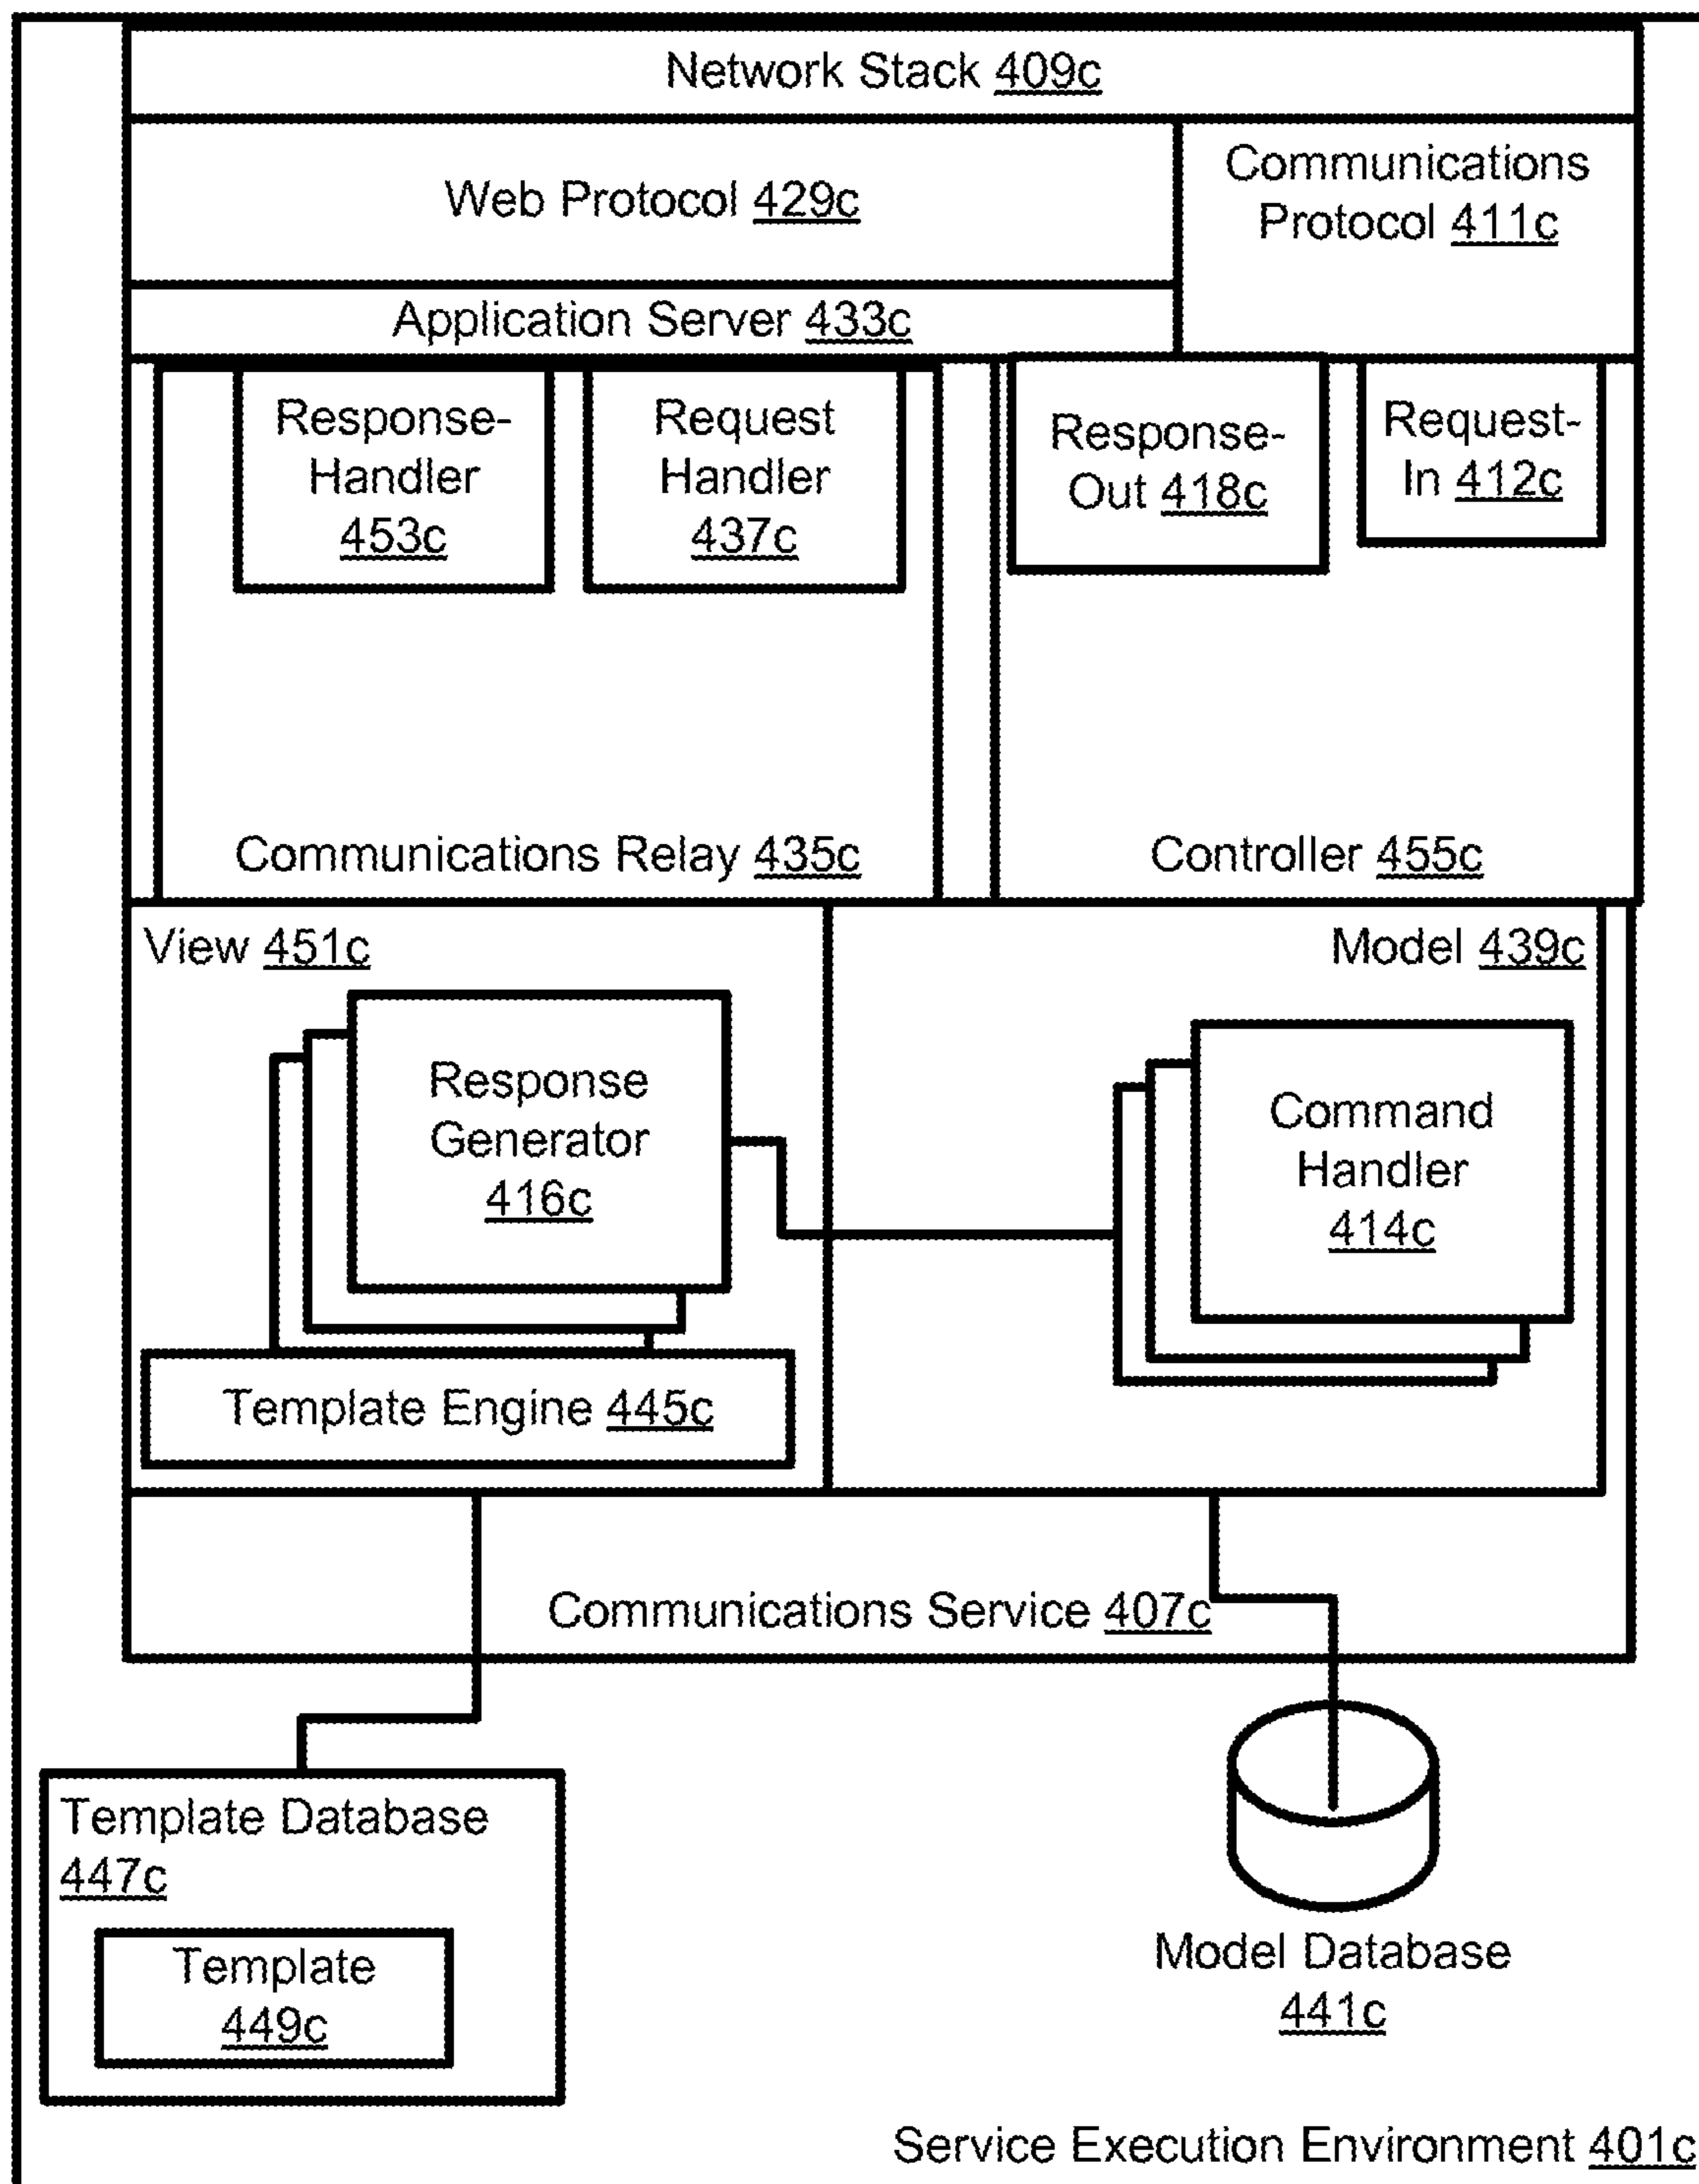 Network Stack 409c
Web Protocol 429c
Communications
Protocol 411c
Application Server 433c
Response-
Handler
453c
Request
Handler
437c
Response-
Out 418c
Request-
In 412c
Communications Relay 435c
Controller 455c
View 451c
Model 439c
Response
Generator
416c
Command
Handler
414c
Template Engine 445c
Communications Service 407c
Template Database
447c
Template
449c
Model Database
441c
Service Execution Environment 401c